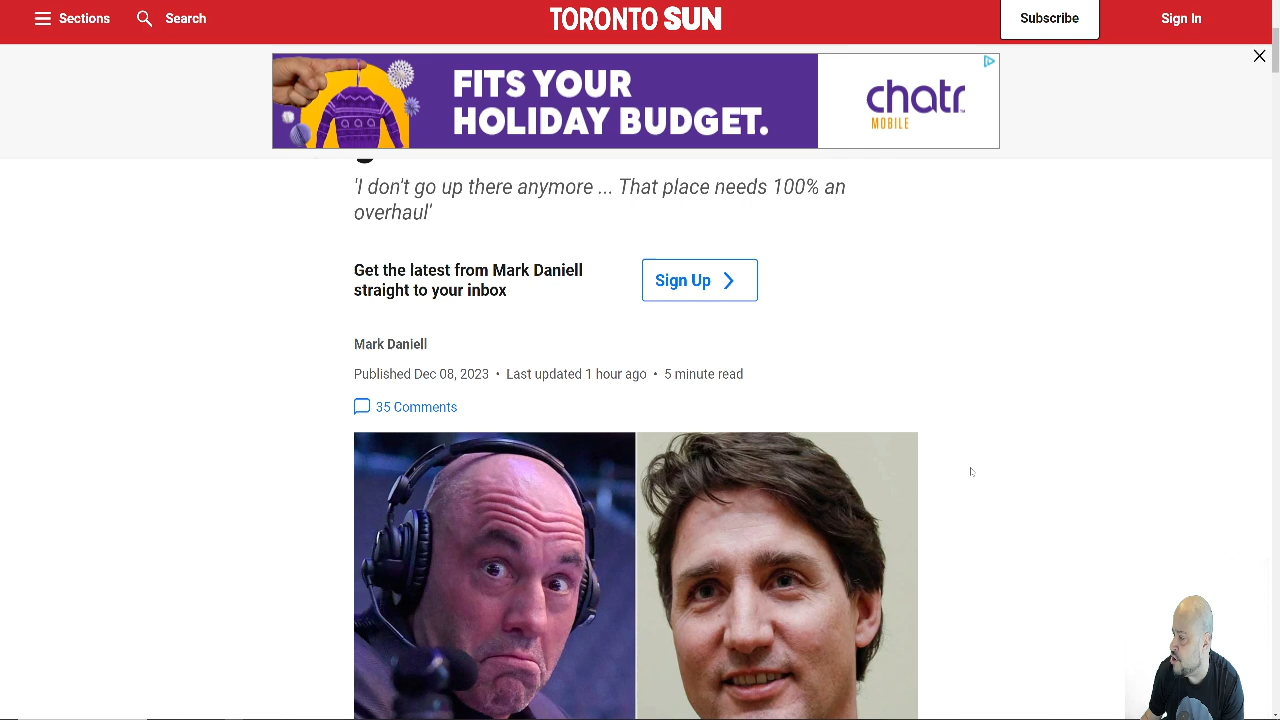 Sections
Search
TORONTO SUN
Subscribe
Sign In
FITS YOUR
HOLIDAY BUDGET.
chatr
MOBILE
'I don't go up there anymore ... That place needs 100% an
overhaul'
Get the latest from Mark Daniell
straight to your inbox
Sign Up
Mark Daniell
Published Dec 08, 2023 • Last updated 1 hour ago • 5 minute read
35 Comments